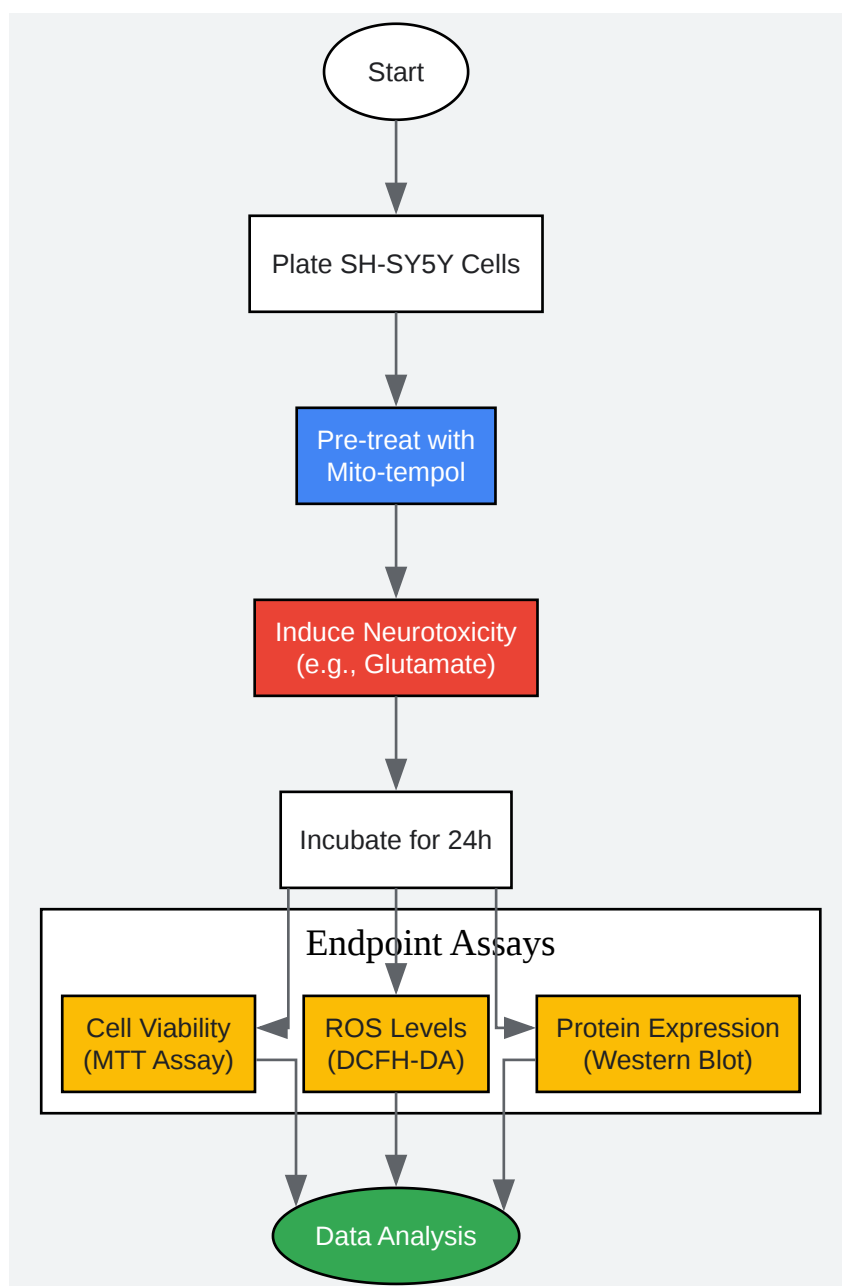 Start
Plate SH-SY5Y Cells
Pre-treat with
Mito-tempol
Induce Neurotoxicity
(e.g., Glutamate)
Incubate for 24h
Endpoint Assays
Cell Viability
(MTT Assay)
ROS Levels
(DCFH-DA)
Protein Expression
(Western Blot)
Data Analysis